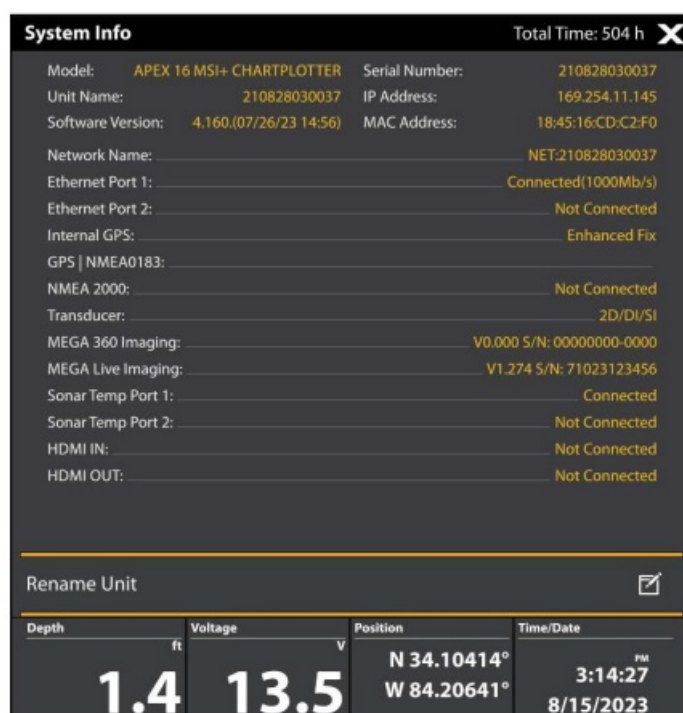 System Info Total Time: 504 h X
Model: APEX 16 MSI+ CHARTPLOTTER Serial Number: 210828030037
Unit Name: 210828030037 IP Address: 169.254.11.145
Software Version: 4.160.(07/26/23 14:56) MAC Address: 18:45:16:CD:C2:F0
Network Name: NET:210828030037
Ethernet Port 1: Connected(1000Mb/s)
Ethernet Port 2: Not Connected
Internal GPS: Enhanced Fix
GPS | NMEA0183:
NMEA 2000: Not Connected
Transducer: 2D/DI/SI
MEGA 360 Imaging: V0.000 S/N: 00000000-0000
MEGA Live Imaging: V1.274 S/N: 71023123456
Sonar Temp Port 1: Connected
Sonar Temp Port 2: Not Connected
HDMI IN: Not Connected
HDMI OUT: Not Connected
Rename Unit
Depth Voltage Position Time/Date
ft V N 34.10414° PM
1.4 13.5 W 84.20641° 3:14:27
8/15/2023